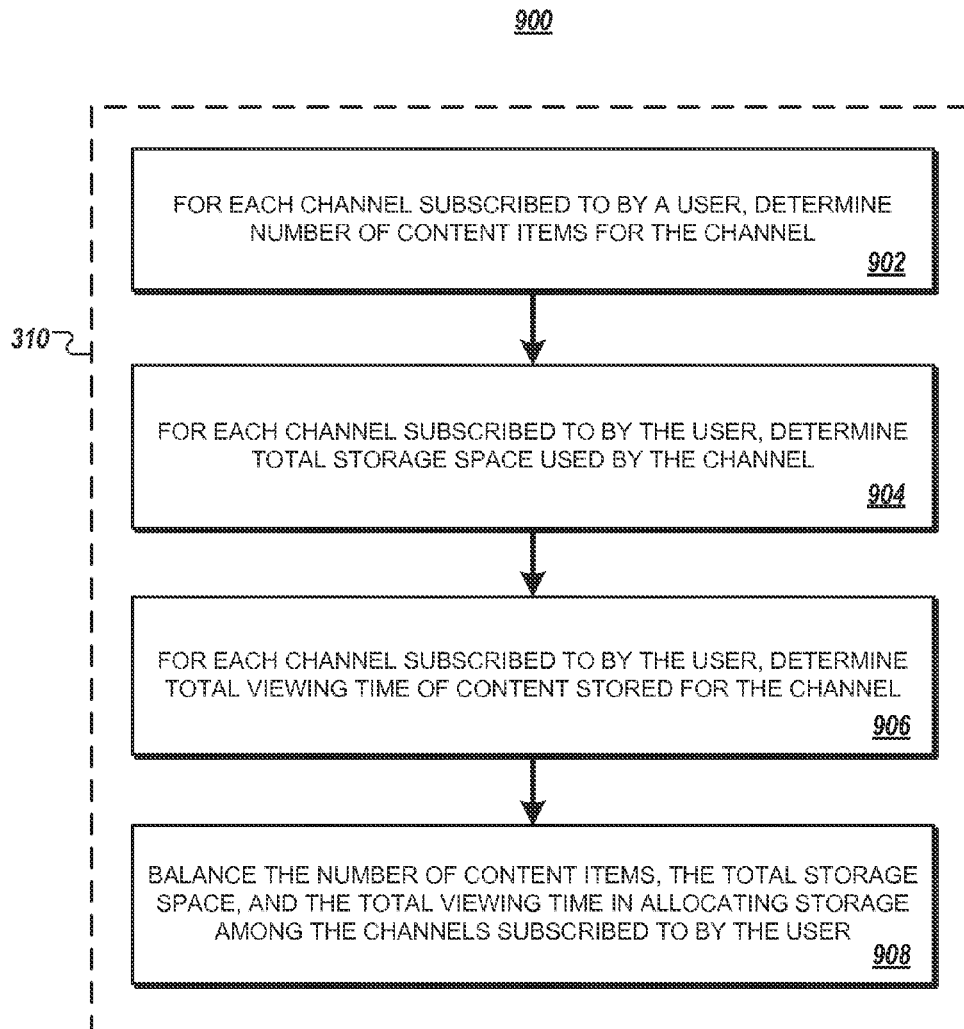 900
FOR EACH CHANNEL SUBSCRIBED TO BY A USER, DETERMINE
NUMBER OF CONTENT ITEMS FOR THE CHANNEL
902
310
FOR EACH CHANNEL SUBSCRIBED TO BY THE USER, DETERMINE
TOTAL STORAGE SPACE USED BY THE CHANNEL
904
FOR EACH CHANNEL SUBSCRIBED TO BY THE USER, DETERMINE
TOTAL VIEWING TIME OF CONTENT STORED FOR THE CHANNEL
906
BALANCE THE NUMBER OF CONTENT ITEMS, THE TOTAL STORAGE
SPACE, AND THE TOTAL VIEWING TIME IN ALLOCATING STORAGE
AMONG THE CHANNELS SUBSCRIBED TO BY THE USER
908